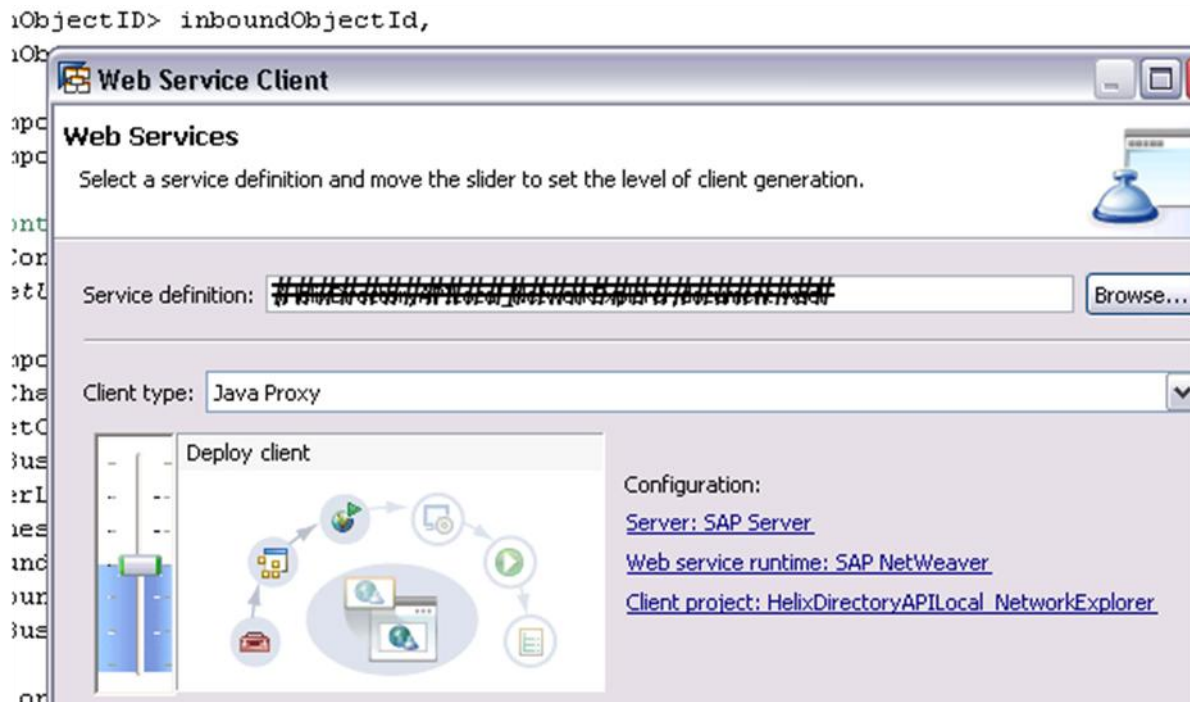 ıObjectID> inboundObjectId,
Web Service Client
Web Services
Select a service definition and move the slider to set the level of client generation.
Service definition:
Browse...
Client type: Java Proxy
Deploy client
Configuration:
Server: SAP Server
Web service runtime: SAP NetWeaver
Client project: HelixDirectoryAPILocal_NetworkExplorer